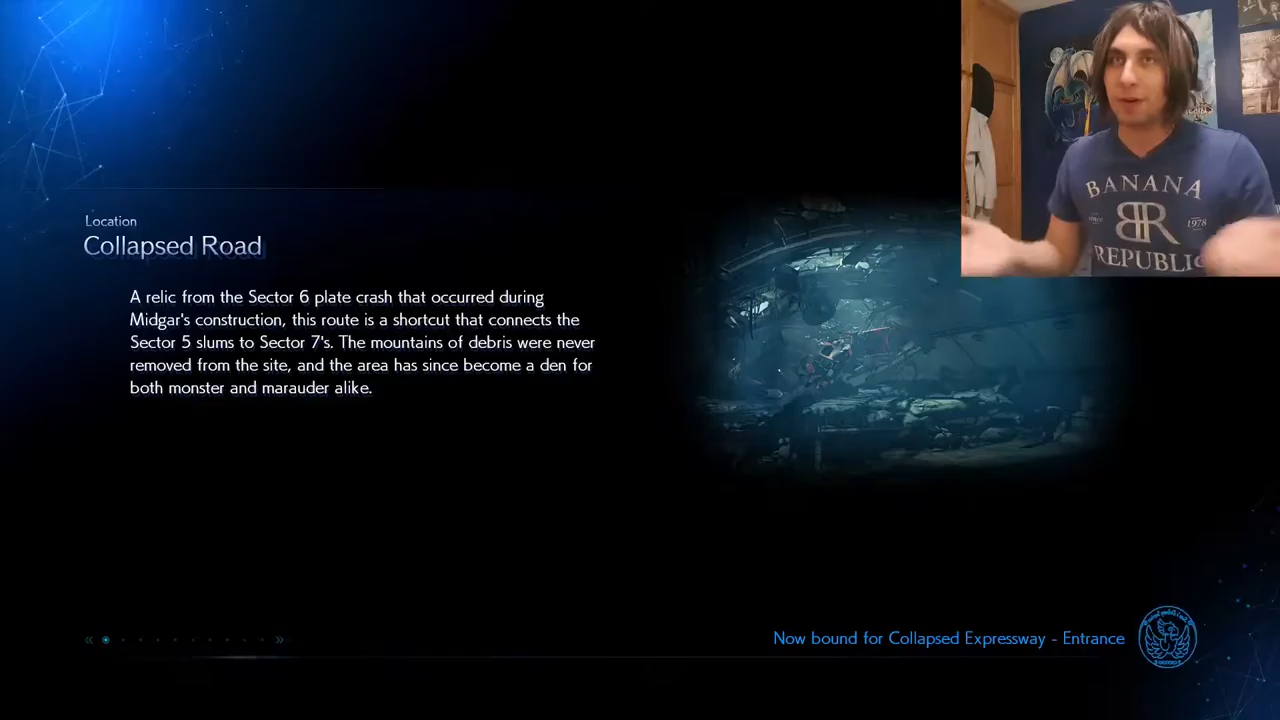 Location
Collapsed Road
A relic from the Sector 6 plate crash that occurred during
Midgar's construction, this route is a shortcut that connects the
Sector 5 slums to Sector 7's. The mountains of debris were never
removed from the site, and the area has since become a den for
both monster and marauder alike.
BANANA
since BR 1978
REPUBLIC
Now bound for Collapsed Expressway - Entrance